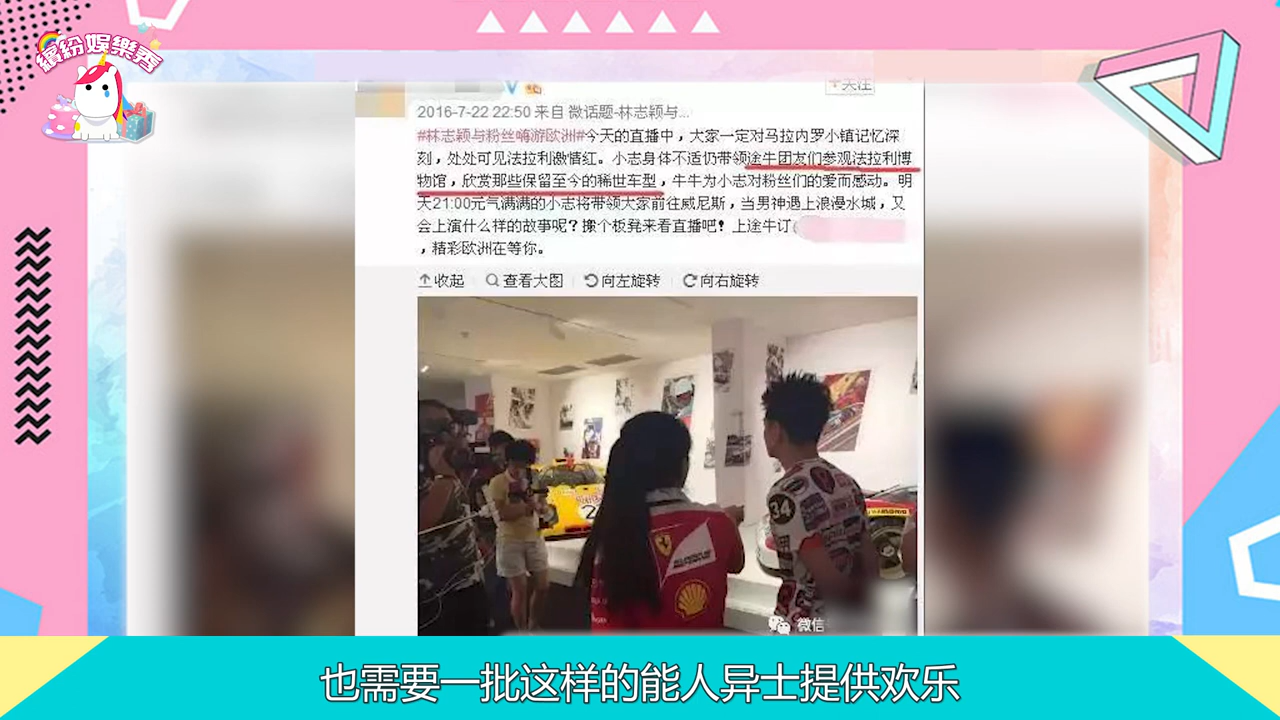 繽紛娛樂秀
+关注
2016-7-22 22:50 来自 微话题-林志颖与...
#林志颖与粉丝嗨游欧洲#今天的直播中，大家一定对马拉内罗小镇记忆深
刻，处处可见法拉利激情红。小志身体不适仍带领途牛团友们参观法拉利博
物馆，欣赏那些保留至今的稀世车型，牛牛为小志对粉丝们的爱而感动。明
天21:00元气满满的小志将带领大家前往威尼斯，当男神遇上浪漫水城，又
会上演什么样的故事呢？搬个板凳来看直播吧！上途牛订
，精彩欧洲在等你。
收起 查看大图 向左旋转 向右旋转
34
2
微信
也需要一批这样的能人异士提供欢乐